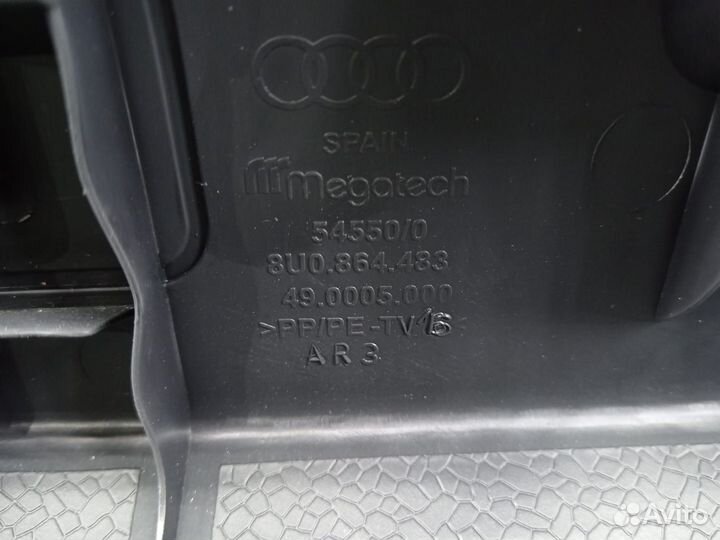 SPAIN
megatech
54550/0
8U0.864.483
49.0005.000
>PP/PE-TV16<
AR3
Avito